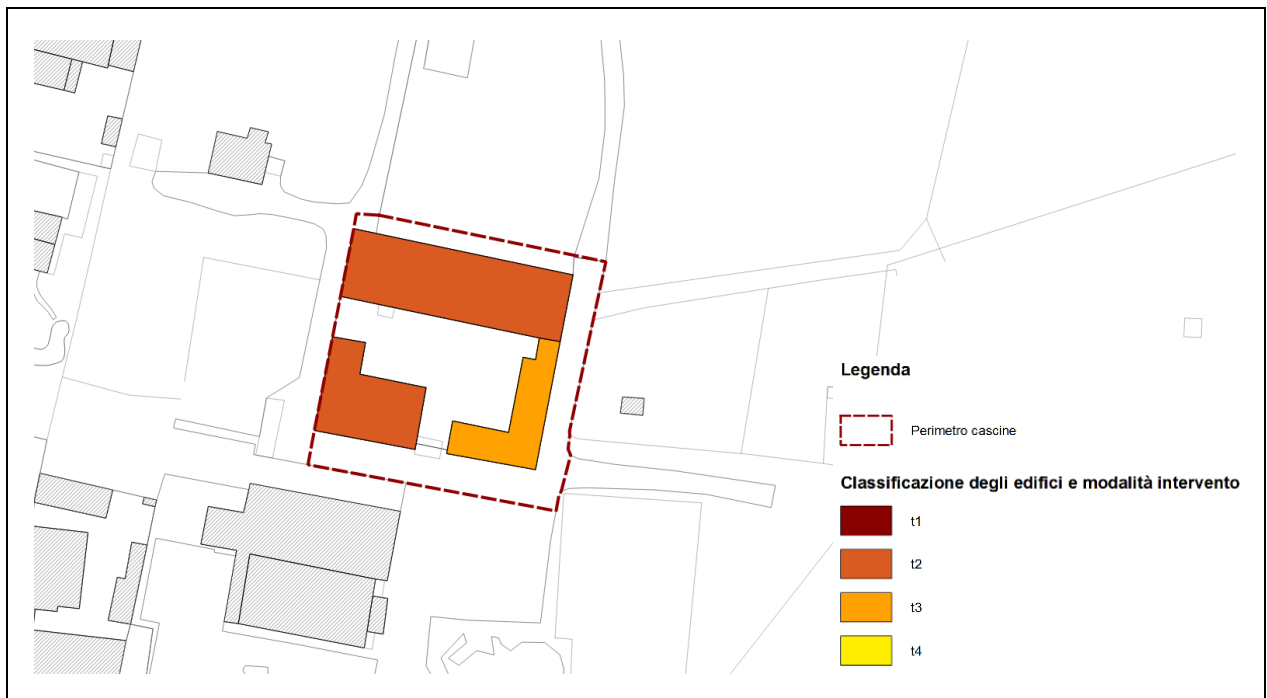 Legenda
Perimetro cascine
Classificazione degli edifici e modalità intervento
t1
t2
t3
t4